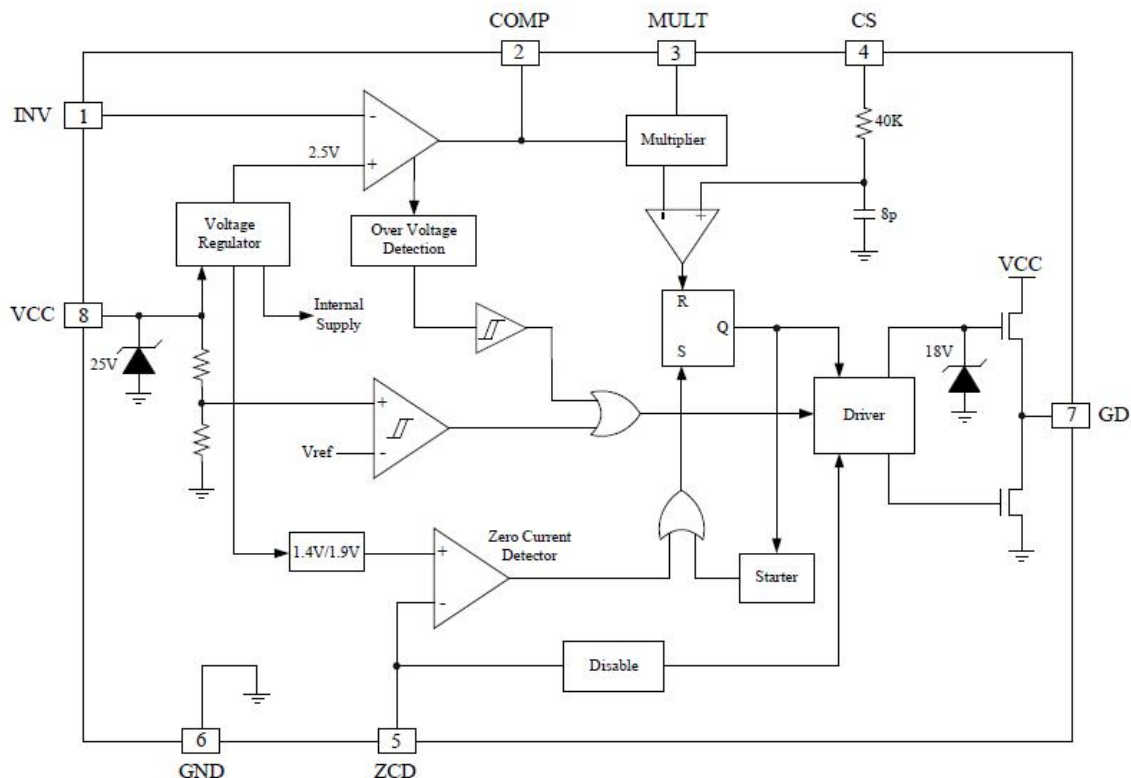 COMP
MULT
CS
2
3
4
INV
1
-
40K
Multiplier
2.5V
+
+
8p
Voltage
Regulator
Over Voltage
Detection
VCC
VCC
8
Internal
Supply
R
Q
S
25V
18V
+
Driver
7
GD
Vref
-
Zero Current
Detector
1.4V/1.9V
+
Starter
-
Disable
6
5
GND
ZCD